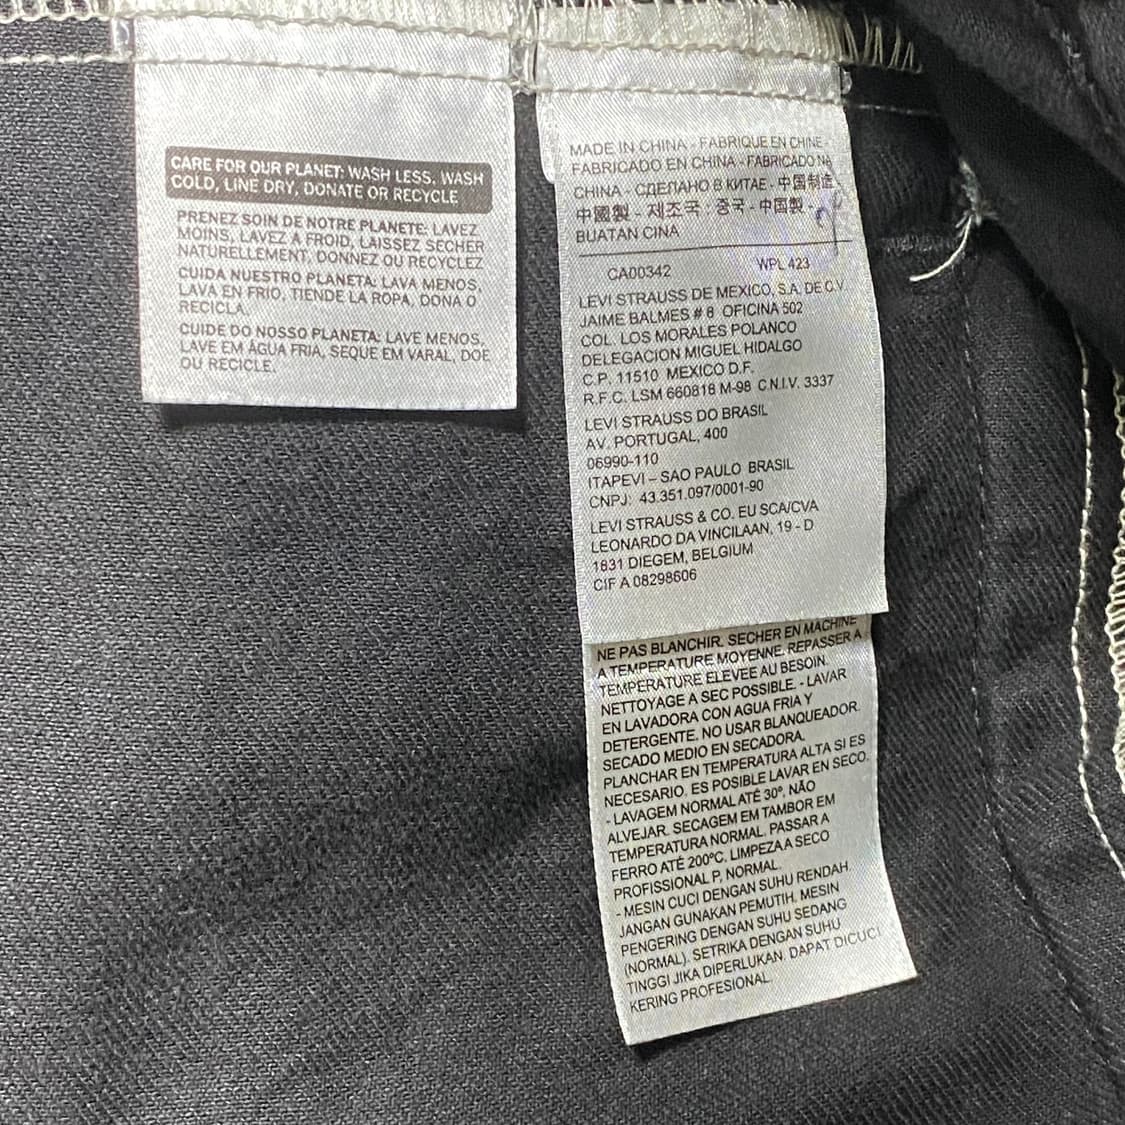 CARE FOR OUR PLANET: WASH LESS, WASH
COLD, LINE DRY, DONATE OR RECYCLE
PRENEZ SOIN DE NOTRE PLANETE: LAVEZ
MOINS, LAVEZ A FROID, LAISSEZ SECHER
NATURELLEMENT, DONNEZ OU RECYCLEZ
CUIDA NUESTRO PLANETA: LAVA MENOS,
LAVA EN FRIO, TIENDE LA ROPA, DONA O
RECICLA.
CUIDE DO NOSSO PLANETA: LAVE MENOS,
LAVE EM ÁGUA FRIA, SEQUE EM VARAL, DOE
OU RECICLE.
MADE IN CHINA - FABRIQUE EN CHINE -
FABRICADO EN CHINA - FABRICADO NA
CHINA - СДЕЛАНО В КИТАЕ - 中国制造
中國製 - 제조국 : 중국 - 中国製 -
BUATAN CINA
CA00342 WPL 423
LEVI STRAUSS DE MEXICO, S.A. DE C.V
JAIME BALMES # 8 OFICINA 502
COL. LOS MORALES POLANCO
DELEGACION MIGUEL HIDALGO
C.P. 11510 MEXICO D.F.
R.F.C. LSM 660818 M-98 C.N.I.V. 3337
LEVI STRAUSS DO BRASIL
AV. PORTUGAL, 400
06990-110
ITAPEVI – SAO PAULO BRASIL
CNPJ: 43.351.097/0001-90
LEVI STRAUSS & CO. EU SCA/CVA
LEONARDO DA VINCILAAN, 19 - D
1831 DIEGEM, BELGIUM
CIF A 08298606
NE PAS BLANCHIR. SECHER EN MACHINE
A TEMPERATURE MOYENNE. REPASSER A
TEMPERATURE ELEVEE AU BESOIN.
NETTOYAGE A SEC POSSIBLE. - LAVAR
EN LAVADORA CON AGUA FRIA Y
DETERGENTE. NO USAR BLANQUEADOR.
SECADO MEDIO EN SECADORA.
PLANCHAR EN TEMPERATURA ALTA SI ES
NECESARIO. ES POSIBLE LAVAR EN SECO.
- LAVAGEM NORMAL ATÉ 30º, NÃO
ALVEJAR. SECAGEM EM TAMBOR EM
TEMPERATURA NORMAL. PASSAR A
FERRO ATÉ 200ºC, LIMPEZA A SECO
PROFISSIONAL P, NORMAL.
- MESIN CUCI DENGAN SUHU RENDAH.
JANGAN GUNAKAN PEMUTIH. MESIN
PENGERING DENGAN SUHU SEDANG
(NORMAL). SETRIKA DENGAN SUHU
TINGGI JIKA DIPERLUKAN. DAPAT DICUCI
KERING PROFESIONAL.